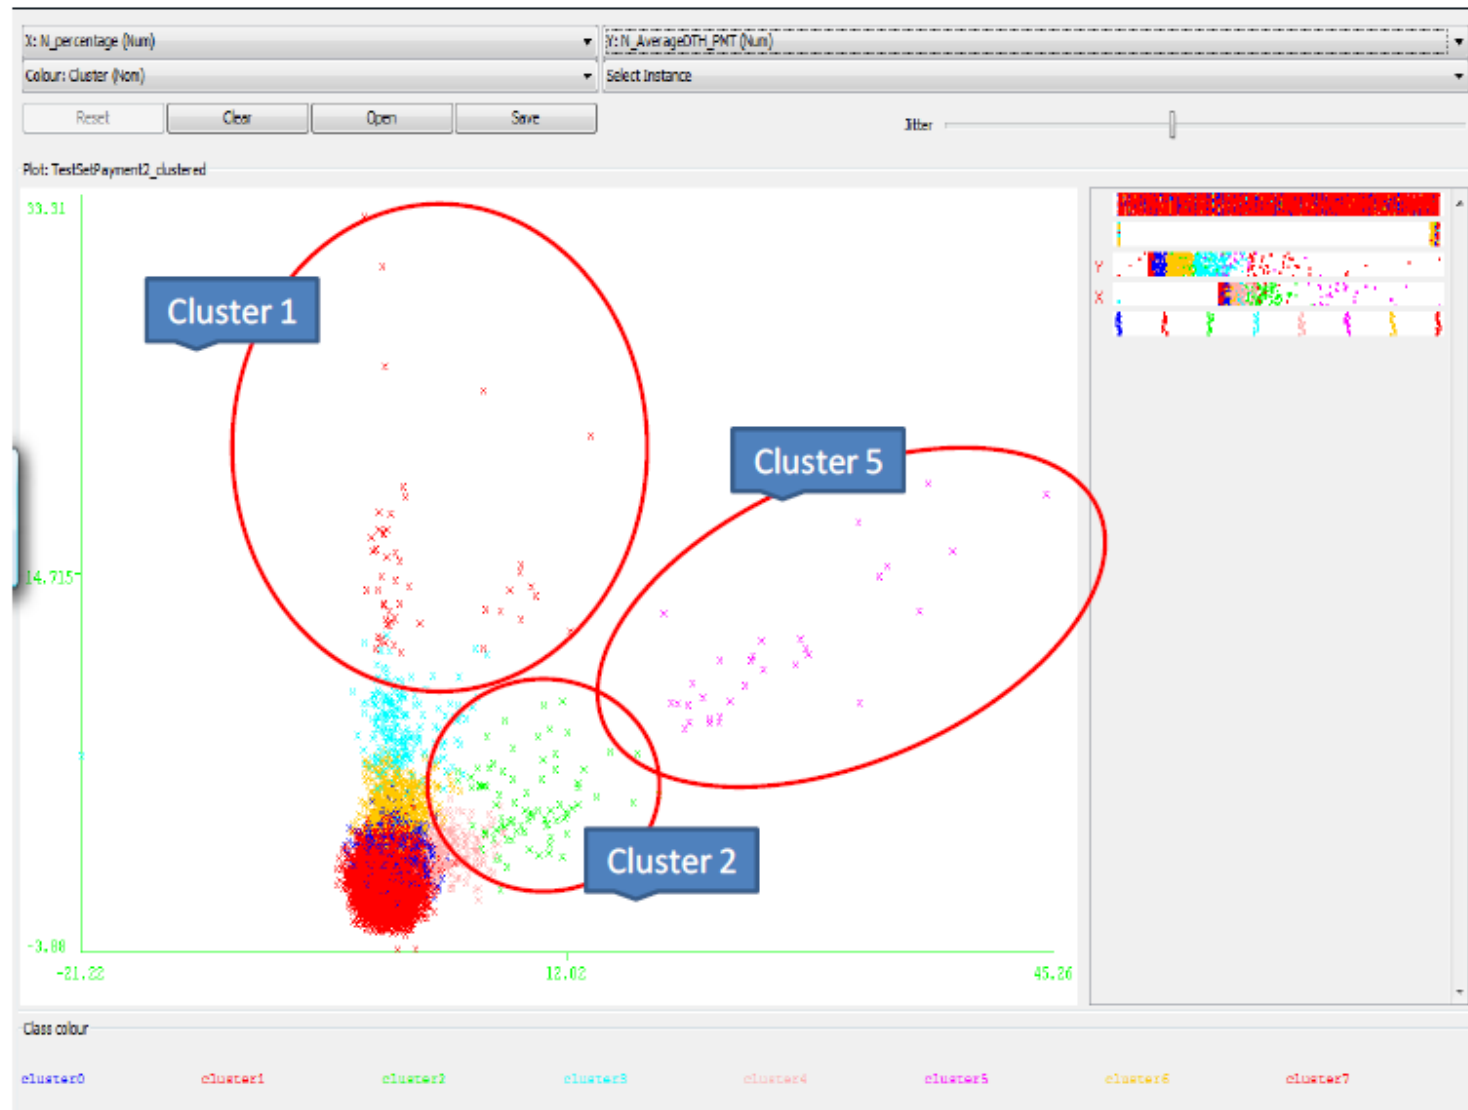 X: N_percentage (Num) Y: N_AverageDTH_PMT (Num)
Colour: Cluster (Nom) Select Instance
Reset Clear Open Save Jitter
Plot: TestSetPayment2_clustered
33.31
Cluster 1
Cluster 5
14.715
Cluster 2
-3.88
-21.22 12.02 45.26
Y
X
Class colour
cluster0 cluster1 cluster2 cluster3 cluster4 cluster5 cluster6 cluster7